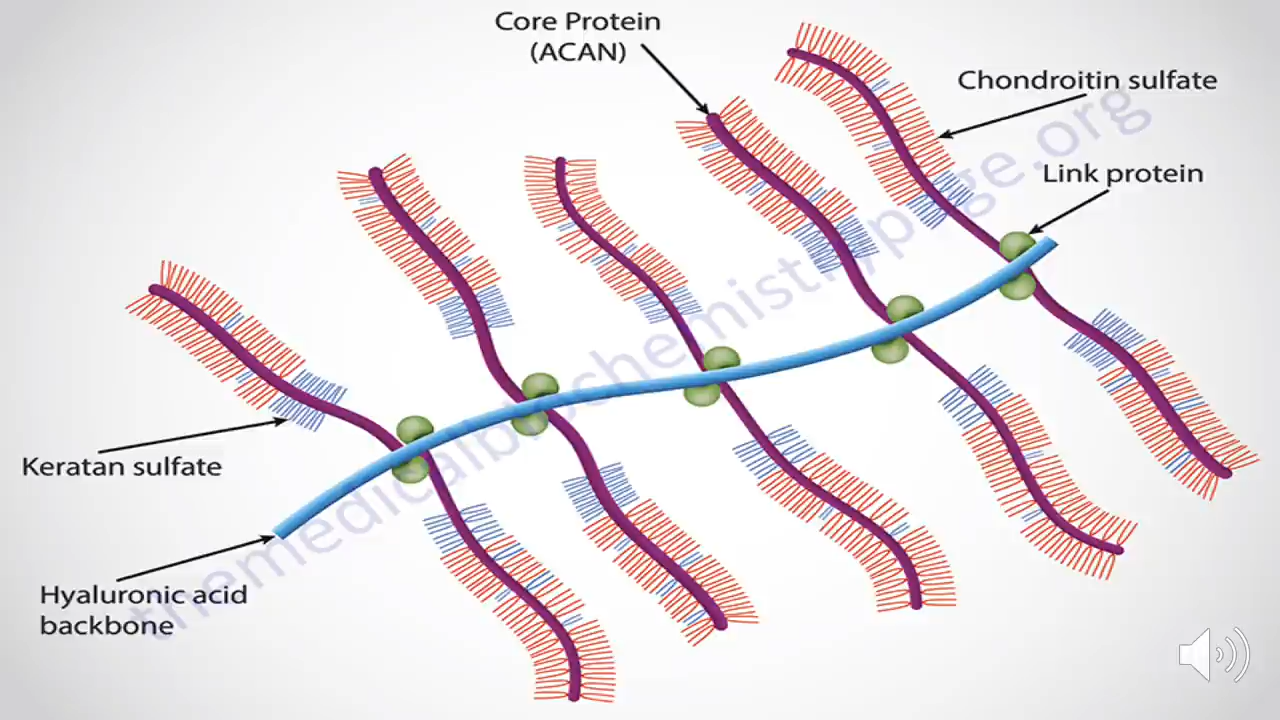 Core Protein
(ACAN)
Chondroitin sulfate
Link protein
Keratan sulfate
Hyaluronic acid
backbone
themedicalbiochemistrypage.org